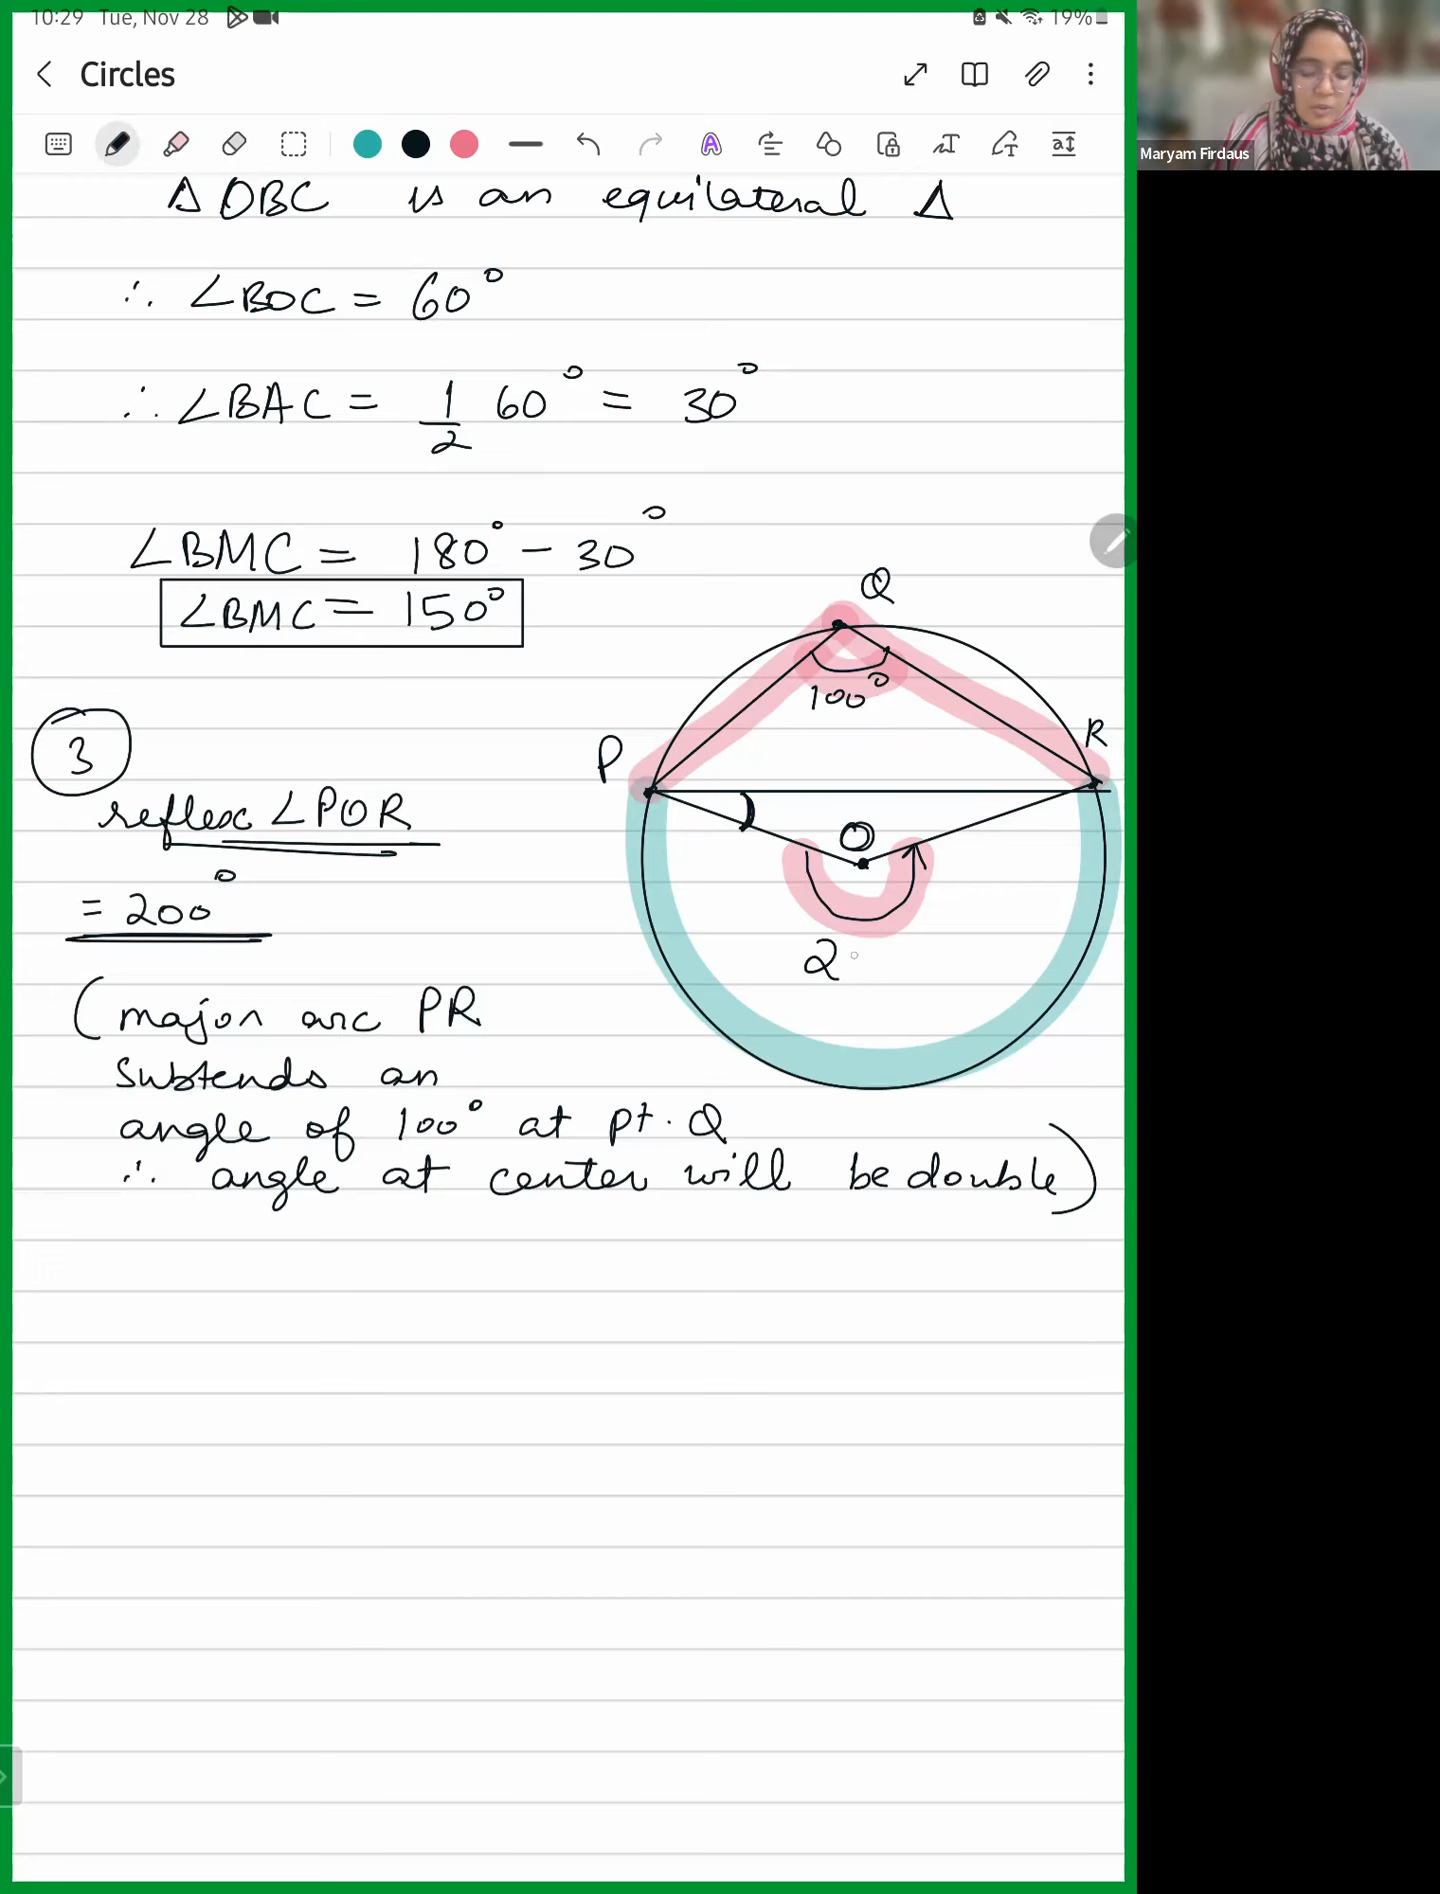 10:29 Tue, Nov 28
19%
Circles
Maryam Firdaus
Δ OBC is an equilateral Δ
∴ ∠BOC = 60°
∴ ∠BAC = 1/2 60° = 30°
∠BMC = 180° - 30°
∠BMC = 150°
Q
100°
P
R
O
2
3
reflex ∠POR
= 200°
(major arc PR
subtends an
angle of 100° at pt. Q
∴ angle at center will be double)